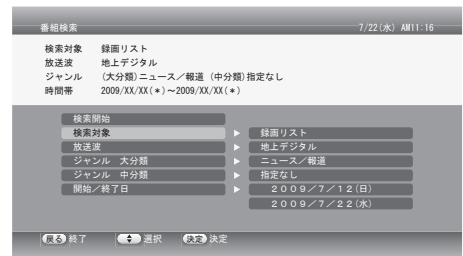 番組検索 7/22(水) AM11:16
検索対象 録画リスト
放送波 地上デジタル
ジャンル (大分類)ニュース/報道 (中分類)指定なし
時間帯 2009/XX/XX(*)~2009/XX/XX(*)
検索開始
検索対象 ▶ 録画リスト
放送波 ▶ 地上デジタル
ジャンル 大分類 ▶ ニュース/報道
ジャンル 中分類 ▶ 指定なし
開始/終了日 ▶ 2009/7/12(日)
2009/7/22(水)
戻る 終了 選択 決定 決定